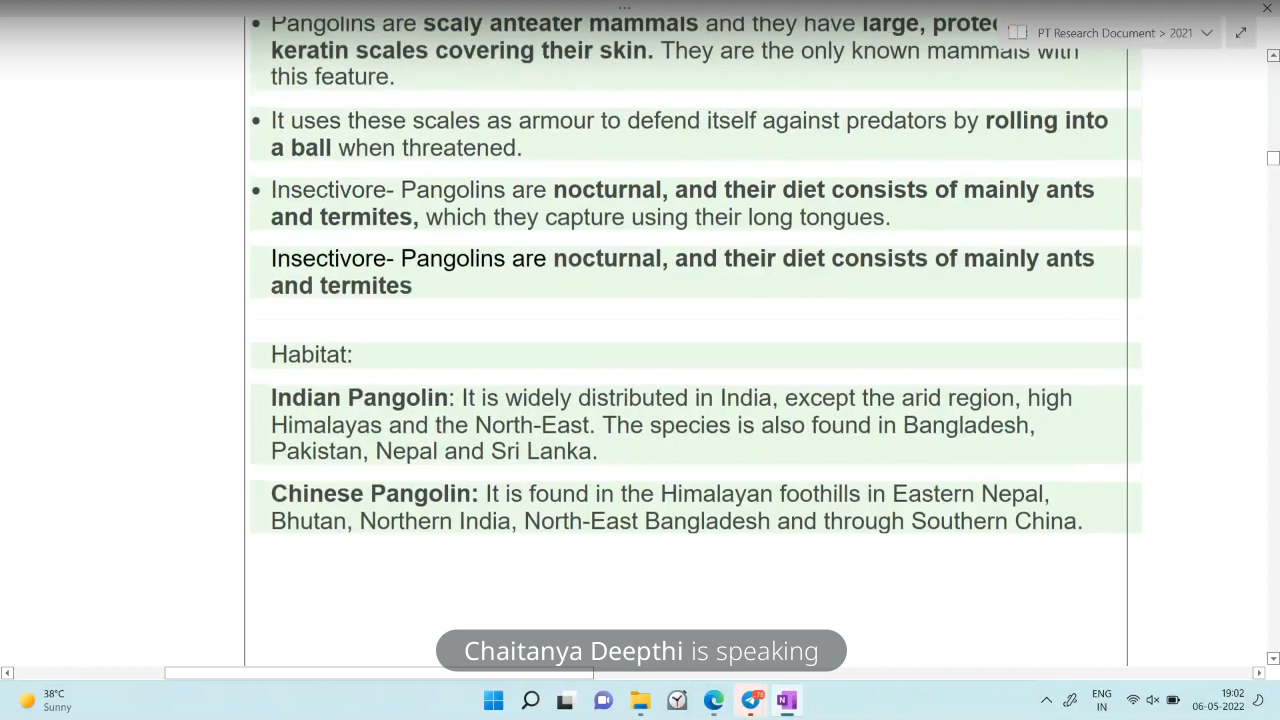 • Pangolins are scaly anteater mammals and they have large,
PT Research Document > 2021
keratin scales covering their skin. They are the only known mammals with
this feature.
• It uses these scales as armour to defend itself against predators by rolling into
a ball when threatened.
• Insectivore- Pangolins are nocturnal, and their diet consists of mainly ants
and termites, which they capture using their long tongues.
Insectivore- Pangolins are nocturnal, and their diet consists of mainly ants
and termites
Habitat:
Indian Pangolin: It is widely distributed in India, except the arid region, high
Himalayas and the North-East. The species is also found in Bangladesh,
Pakistan, Nepal and Sri Lanka.
Chinese Pangolin: It is found in the Himalayan foothills in Eastern Nepal,
Bhutan, Northern India, North-East Bangladesh and through Southern China.
Chaitanya Deepthi is speaking
38°C
Sunny
78
ENG
IN
19:02
06-05-2022